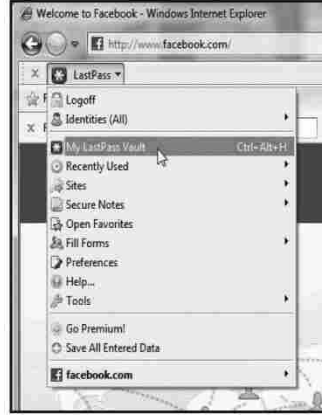 Welcome to Facebook - Windows Internet Explorer
http://www.facebook.com/
LastPass
Logoff
Identities (All)
My LastPass Vault Ctrl+Alt+H
Recently Used
Sites
Secure Notes
Open Favorites
Fill Forms
Preferences
Help...
Tools
Go Premium!
Save All Entered Data
facebook.com